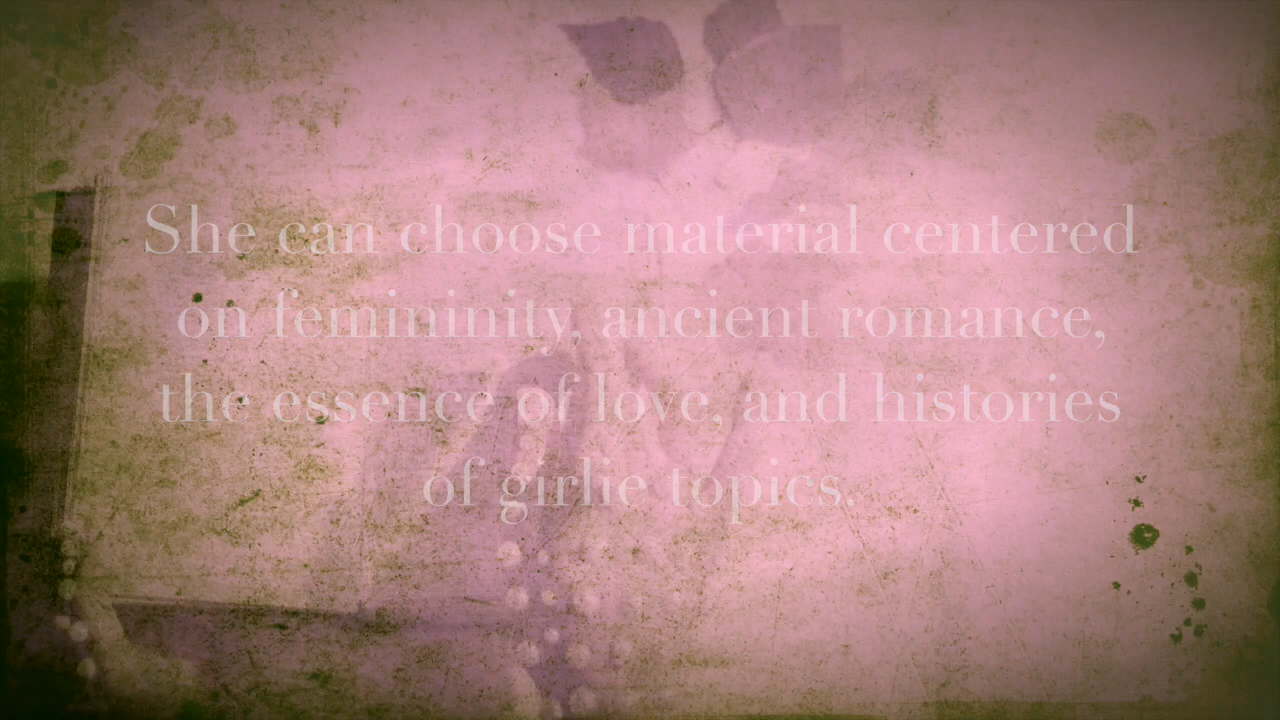 She can choose material centered
on femininity, ancient romance,
the essence of love, and histories
of girlie topics.